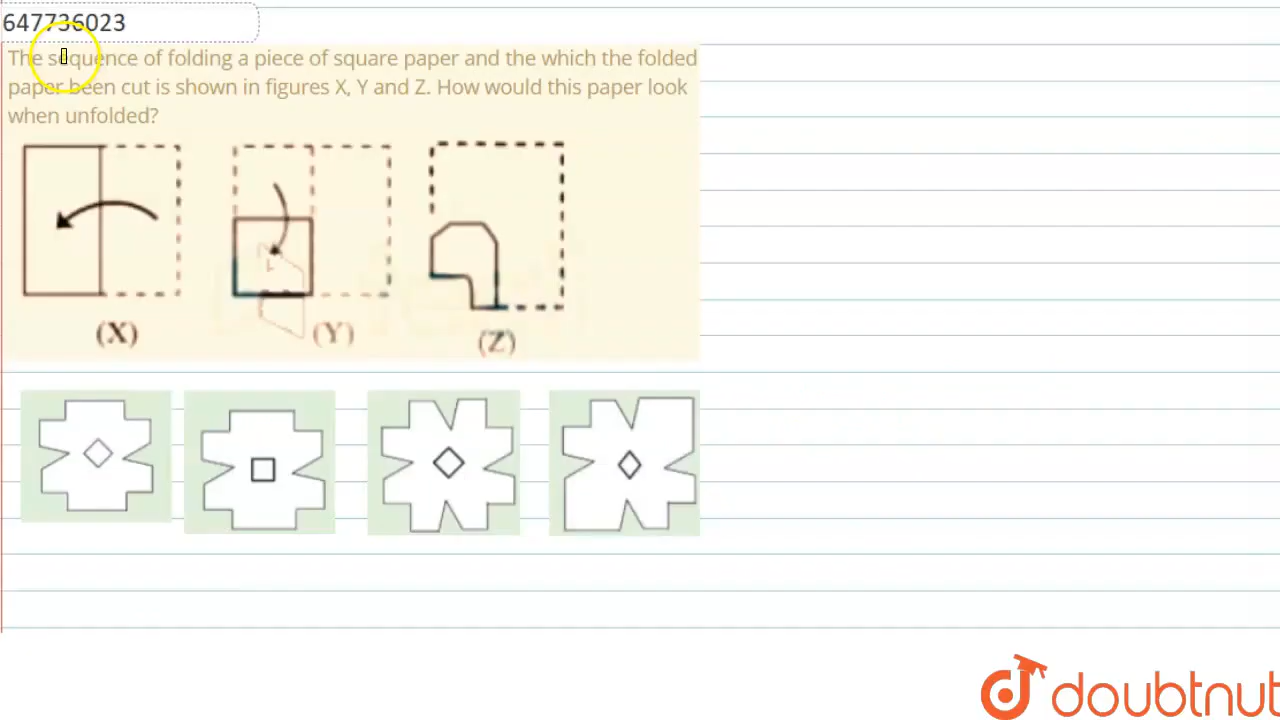 647736023
The sequence of folding a piece of square paper and the which the folded
paper been cut is shown in figures X, Y and Z. How would this paper look
when unfolded?
(X) (Y) (Z)
doubtnut